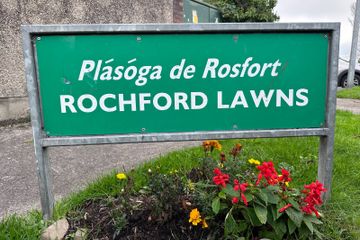 Plásóga de Rosfort
ROCHFORD LAWNS